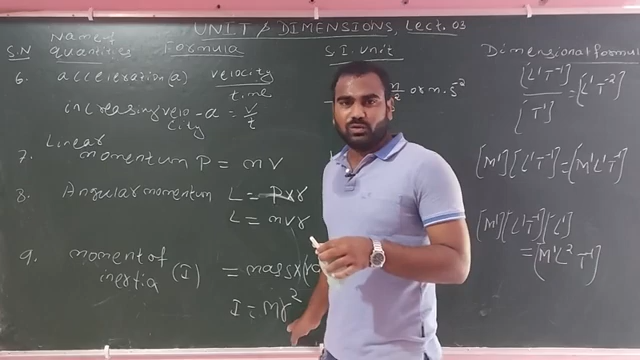 UNIT & DIMENSIONS, Lect. 03
S.N Name of quantities Formula S.I. unit Dimensional formul
6. acceleration (a) velocity / time or m.s⁻² [L¹T⁻¹] / [T¹] = [L¹T⁻²]
increasing velocity - a = v/t
7. Linear momentum P = mv [M¹][L¹T⁻¹] = [M¹L¹T⁻¹]
8. Angular momentum L = P×r
L = mvr [M¹][L¹T⁻¹][L¹]
= [M¹L²T⁻¹]
9. moment of inertia (I) = mass×(
I = mr²